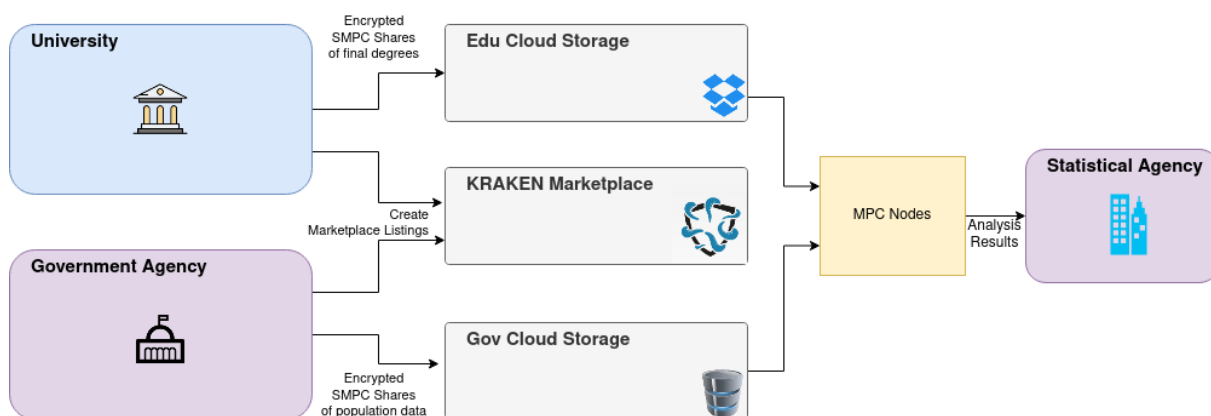 University
Encrypted
SMPC Shares
of final degrees
Edu Cloud Storage
KRAKEN Marketplace
Create
Marketplace Listings
Government Agency
Encrypted
SMPC Shares
of population data
Gov Cloud Storage
MPC Nodes
Analysis
Results
Statistical Agency